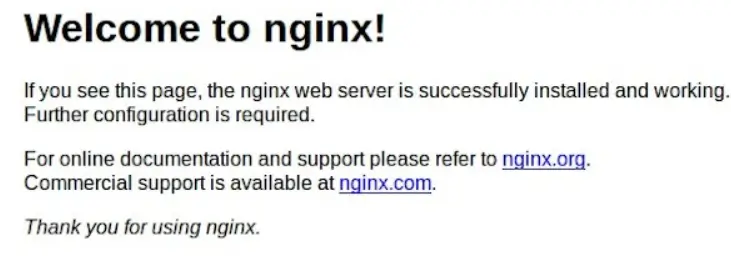 Welcome to nginx!
If you see this page, the nginx web server is successfully installed and working.
Further configuration is required.
For online documentation and support please refer to nginx.org.
Commercial support is available at nginx.com.
Thank you for using nginx.